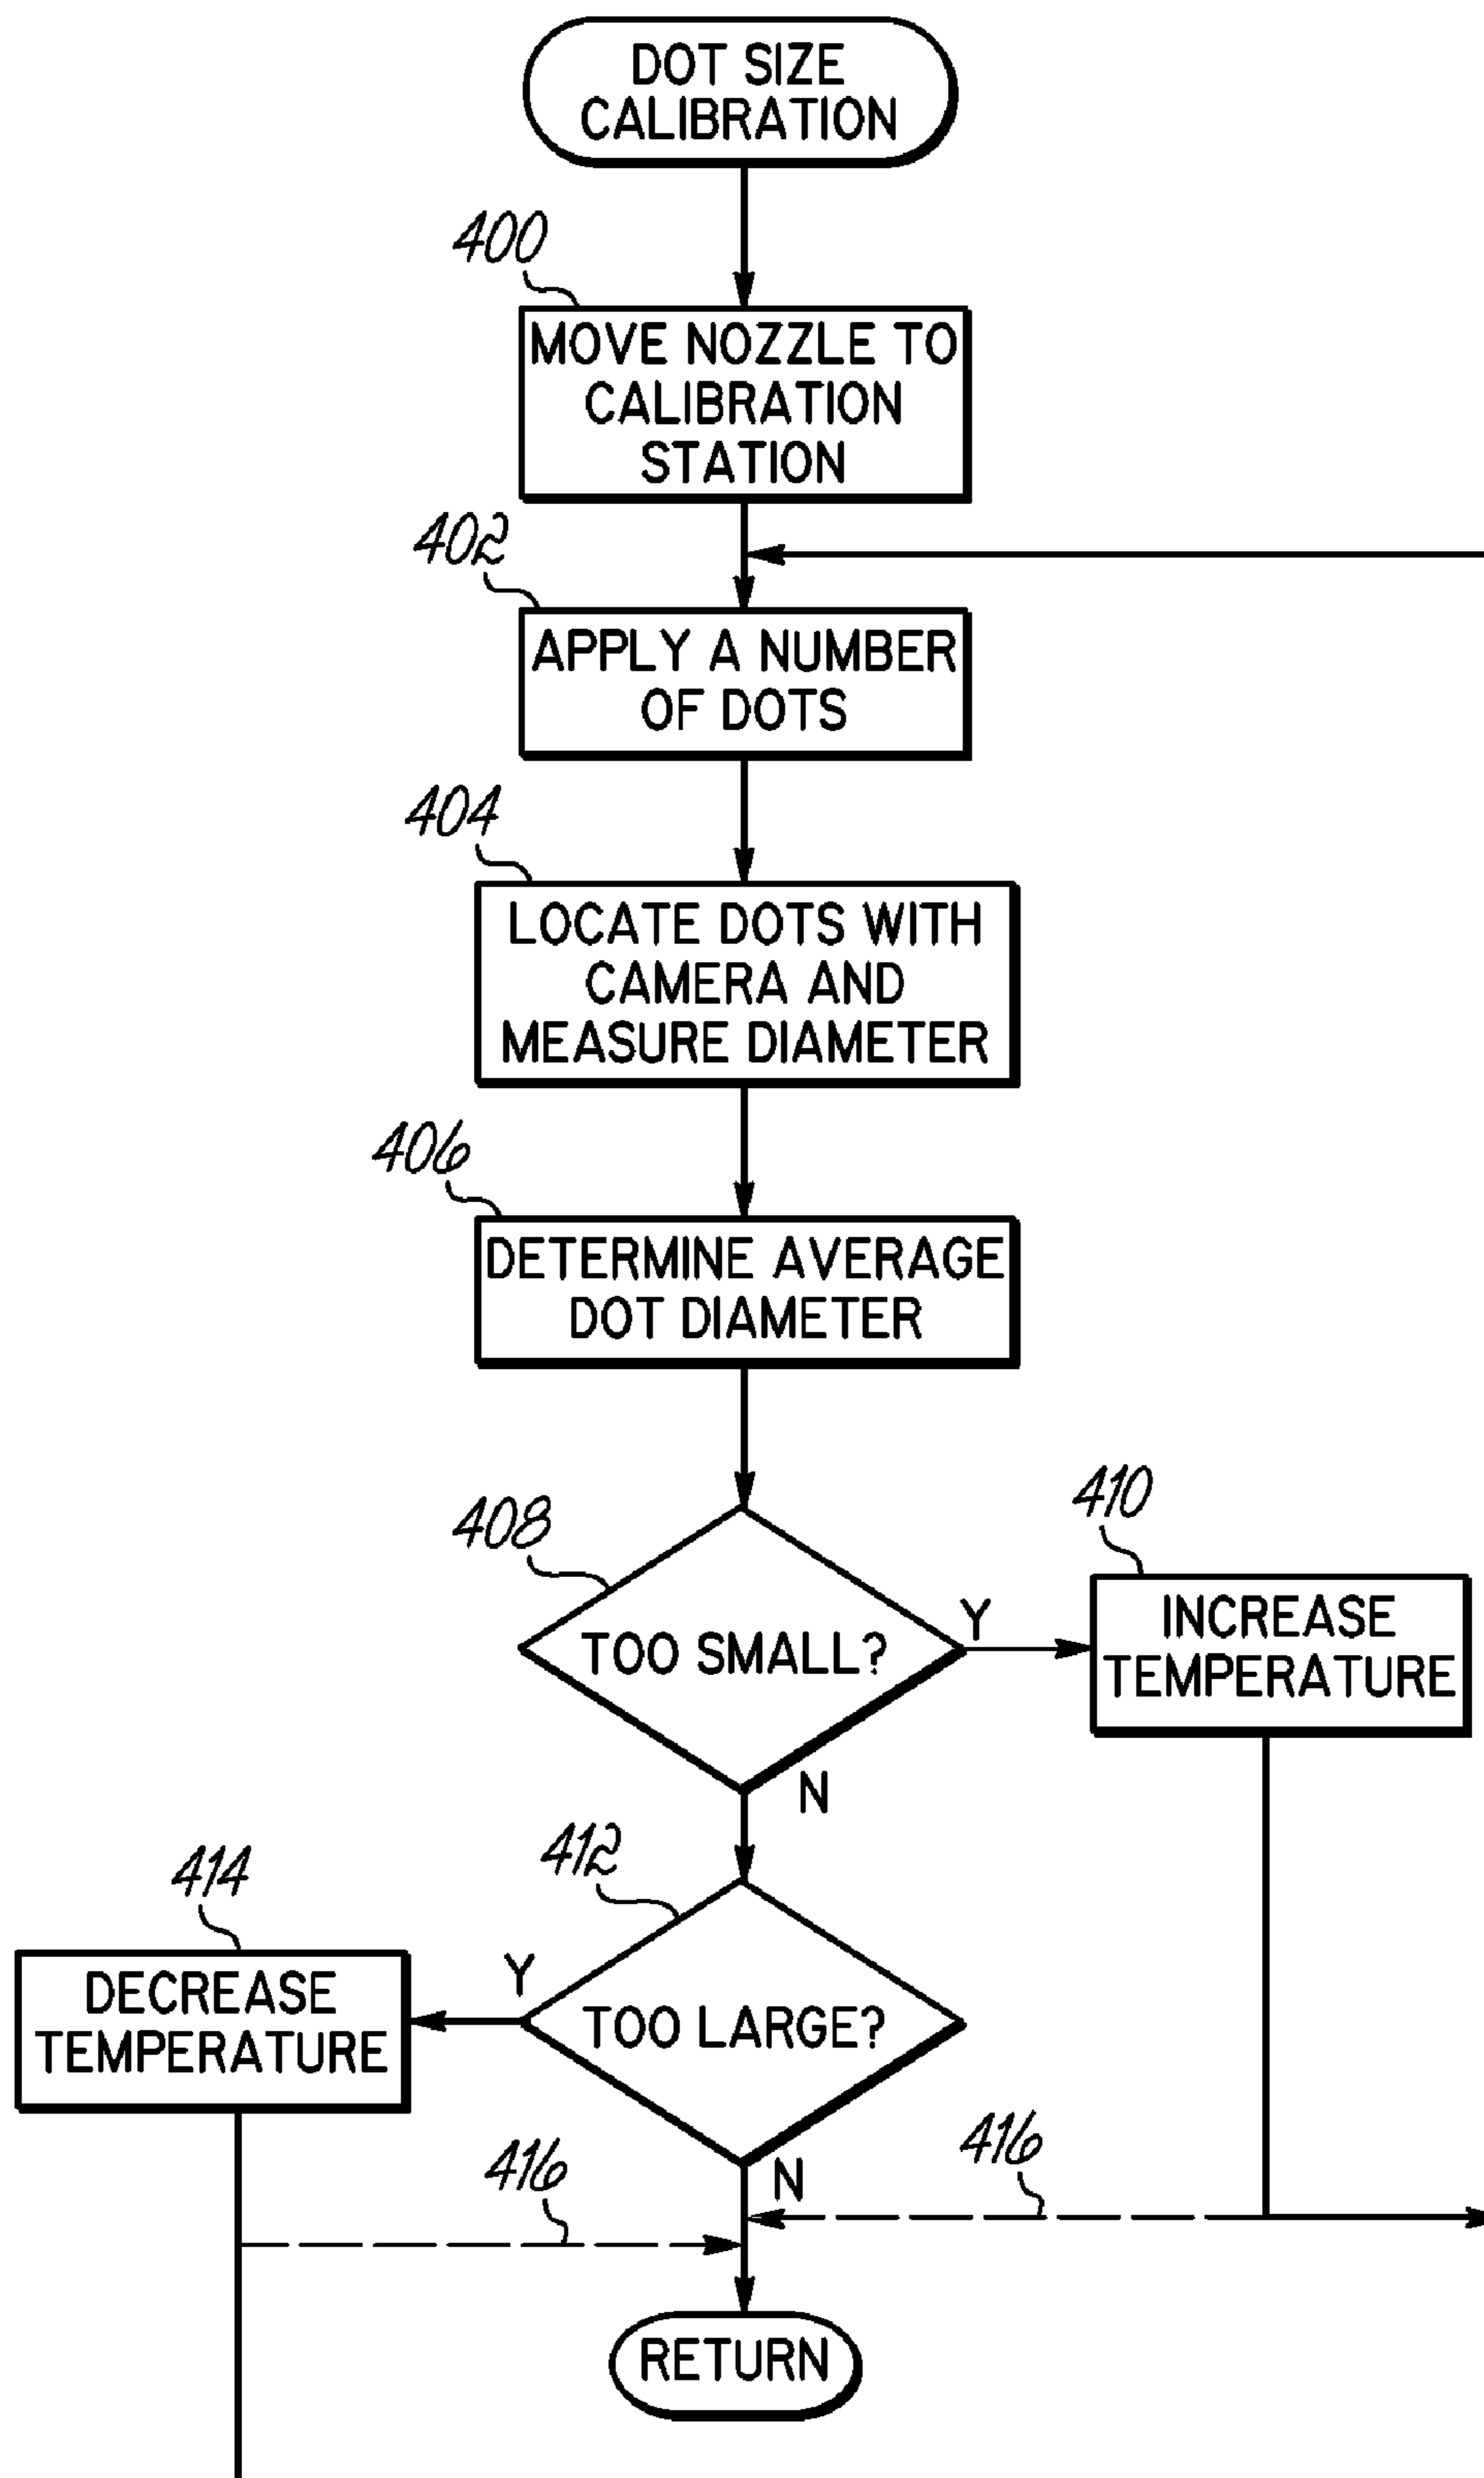 DOT SIZE
CALIBRATION
400
MOVE NOZZLE TO
CALIBRATION
STATION
402
APPLY A NUMBER
OF DOTS
404
LOCATE DOTS WITH
CAMERA AND
MEASURE DIAMETER
406
DETERMINE AVERAGE
DOT DIAMETER
408
TOO SMALL?
Y
410
INCREASE
TEMPERATURE
N
412
TOO LARGE?
Y
414
DECREASE
TEMPERATURE
N
416
416
RETURN